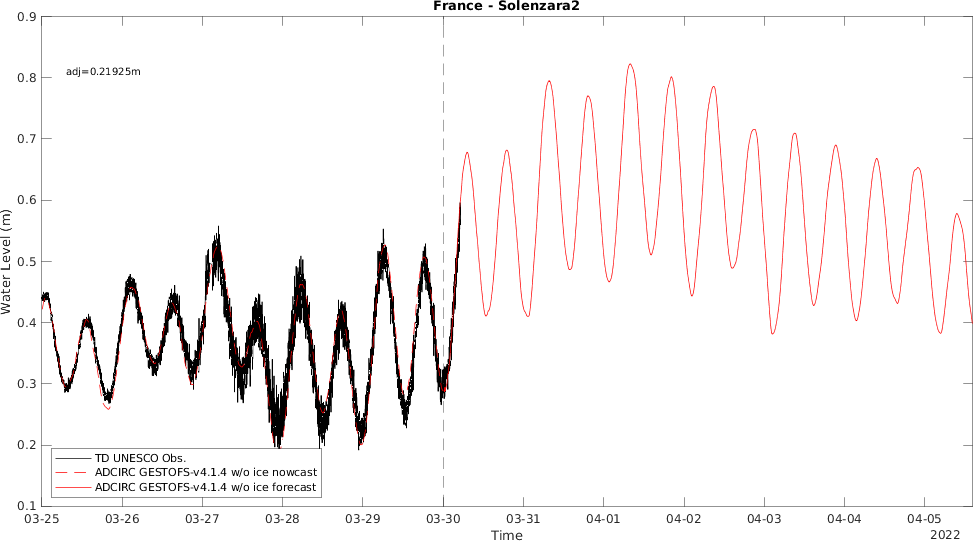 France - Solenzara2
adj=0.21925m
Water Level (m)
0.9
0.8
0.7
0.6
0.5
0.4
0.3
0.2
0.1
TD UNESCO Obs.
ADCIRC GESTOFS-v4.1.4 w/o ice nowcast
ADCIRC GESTOFS-v4.1.4 w/o ice forecast
03-25 03-26 03-27 03-28 03-29 03-30 03-31 04-01 04-02 04-03 04-04 04-05
Time
2022